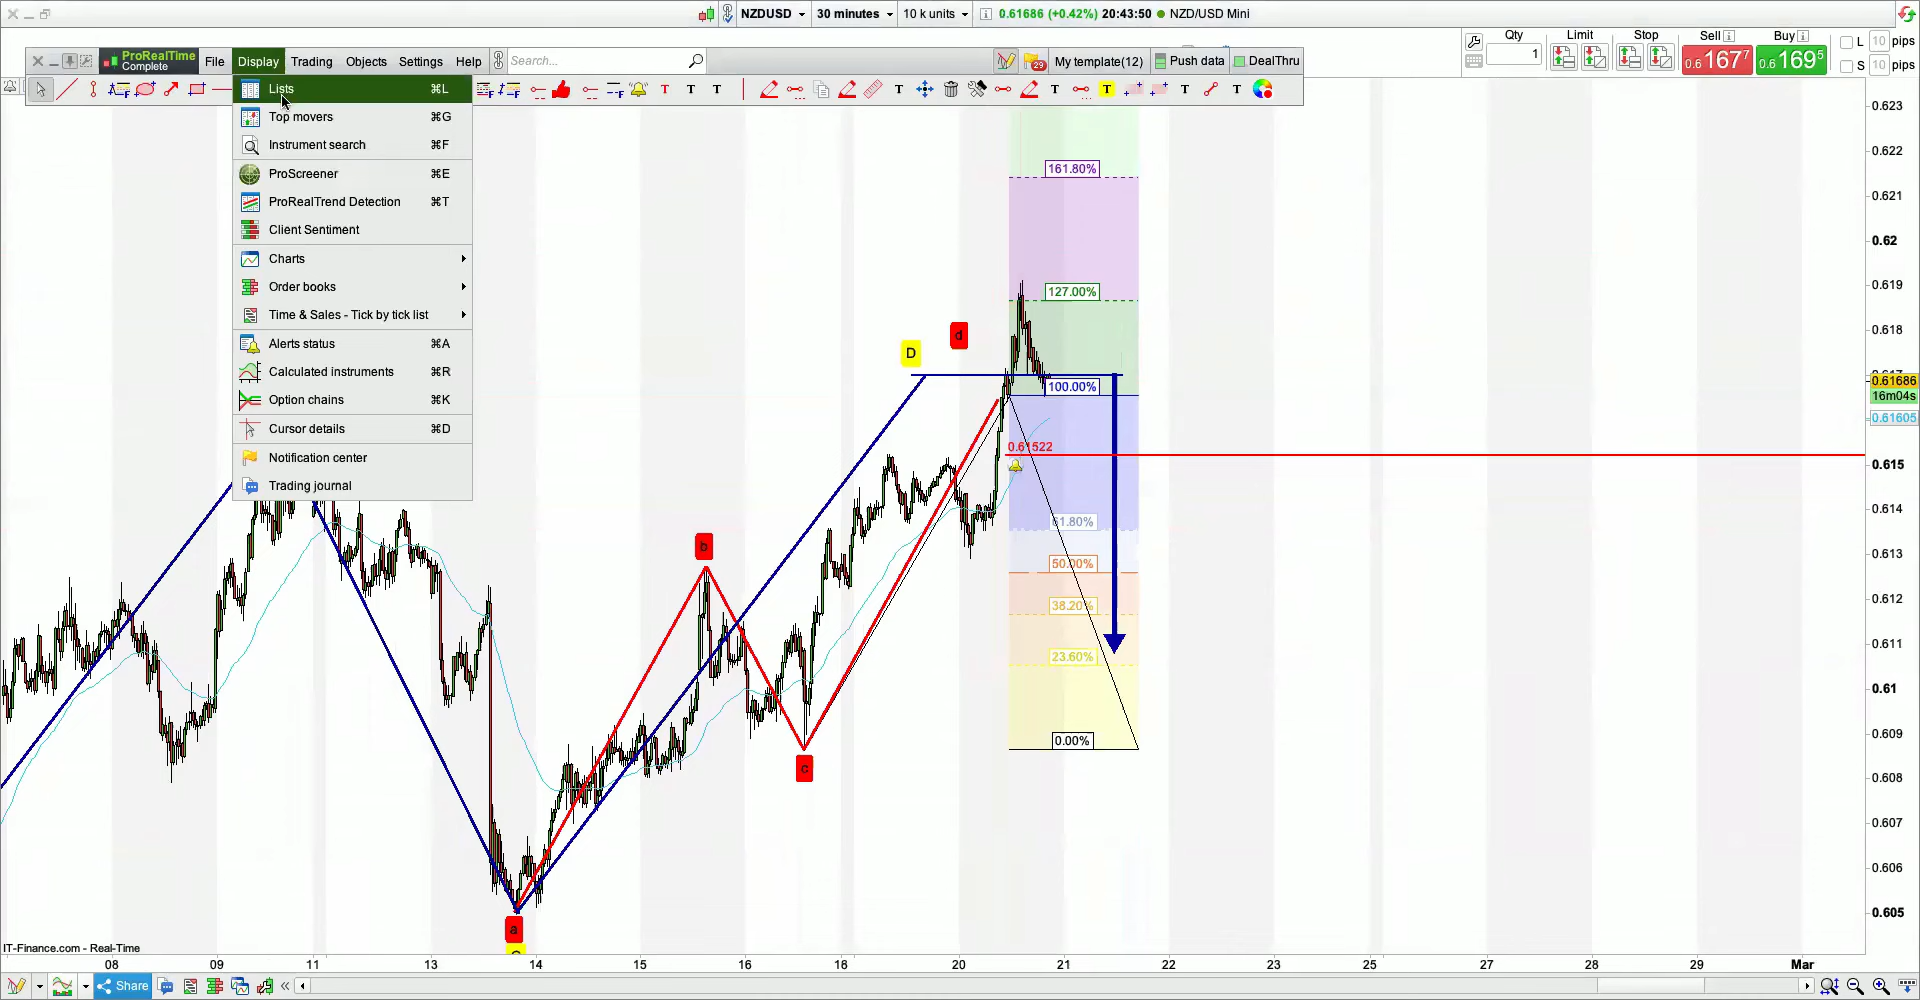 NZDUSD 30 minutes 10 k units 0.61686 (+0.42%) 20:43:50 NZD/USD Mini
Qty Limit Stop Sell Buy L 10 pips
1 0.6 167 7 0.6 169 5 S 10 pips
ProRealTime
Complete
File Display Trading Objects Settings Help Search... 29 My template(12) Push data DealThru
Lists ⌘L
Top movers ⌘G
Instrument search ⌘F
ProScreener ⌘E
ProRealTrend Detection ⌘T
Client Sentiment
Charts
Order books
Time & Sales - Tick by tick list
Alerts status ⌘A
Calculated instruments ⌘R
Option chains ⌘K
Cursor details ⌘D
Notification center
Trading journal
T T T T T T T T T
0.623
0.622
161.80%
0.621
0.62
127.00%
0.619
0.618
d
D
0.61686
100.00%
16m04s
0.61605
0.61522
0.615
0.614
61.80%
0.613
b
50.00%
0.612
38.20%
0.611
23.60%
0.61
0.00%
0.609
c
0.608
0.607
0.606
0.605
a
IT-Finance.com - Real-Time
08 09 11 13 14 15 16 18 20 21 22 23 25 27 28 29 Mar
Share